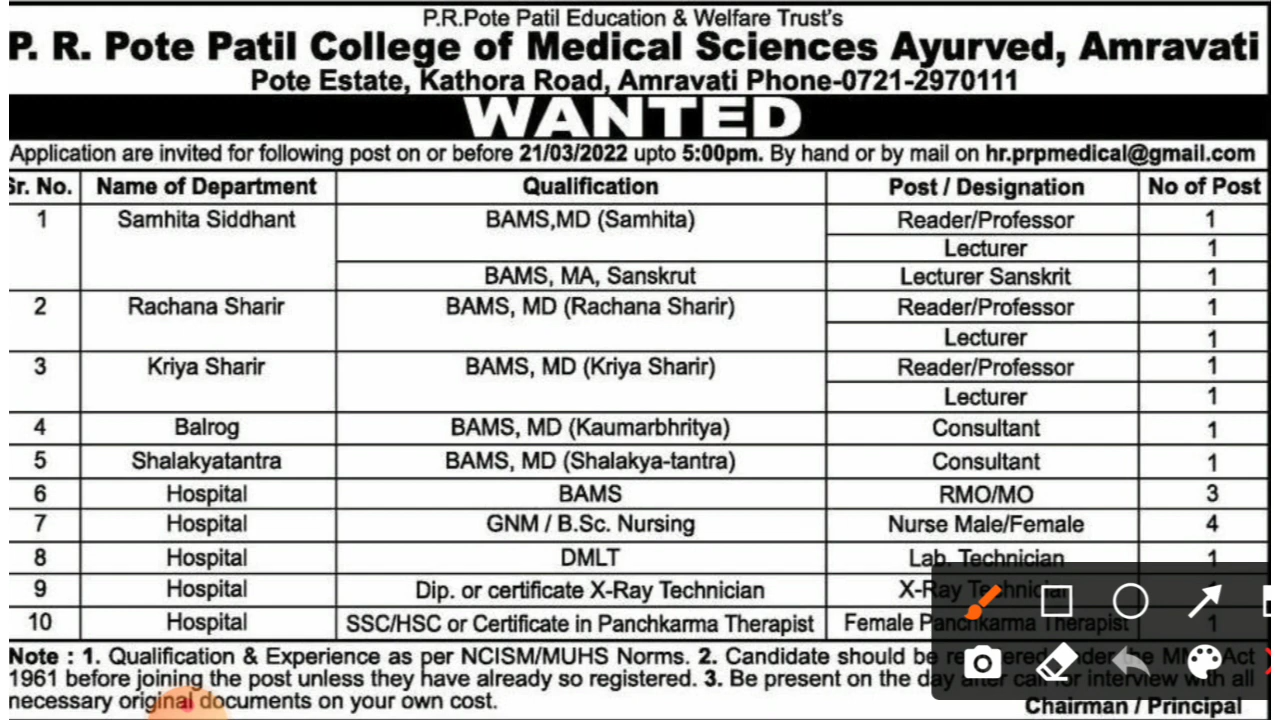 P.R.Pote Patil Education & Welfare Trust's
P. R. Pote Patil College of Medical Sciences Ayurved, Amravati
Pote Estate, Kathora Road, Amravati Phone-0721-2970111
WANTED
Application are invited for following post on or before 21/03/2022 upto 5:00pm. By hand or by mail on hr.prpmedical@gmail.com
Sr. No. Name of Department Qualification Post / Designation No of Post
1 Samhita Siddhant BAMS,MD (Samhita) Reader/Professor 1
Lecturer 1
BAMS, MA, Sanskrut Lecturer Sanskrit 1
2 Rachana Sharir BAMS, MD (Rachana Sharir) Reader/Professor 1
Lecturer 1
3 Kriya Sharir BAMS, MD (Kriya Sharir) Reader/Professor 1
Lecturer 1
4 Balrog BAMS, MD (Kaumarbhritya) Consultant 1
5 Shalakyatantra BAMS, MD (Shalakya-tantra) Consultant 1
6 Hospital BAMS RMO/MO 3
7 Hospital GNM / B.Sc. Nursing Nurse Male/Female 4
8 Hospital DMLT Lab. Technician 1
9 Hospital Dip. or certificate X-Ray Technician X-Ray Technician 1
10 Hospital SSC/HSC or Certificate in Panchkarma Therapist Female Panchkarma Therapist 1
Note : 1. Qualification & Experience as per NCISM/MUHS Norms. 2. Candidate should be registered under the Act
1961 before joining the post unless they have already so registered. 3. Be present on the day after call for interview with all
necessary original documents on your own cost.
Chairman / Principal